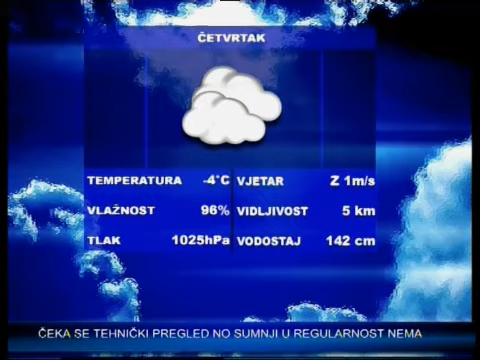 ČETVRTAK
TEMPERATURA -4°C VJETAR Z 1m/s
VLAŽNOST 96% VIDLJIVOST 5 km
TLAK 1025hPa VODOSTAJ 142 cm
ČEKA SE TEHNIČKI PREGLED NO SUMNJI U REGULARNOST NEMA